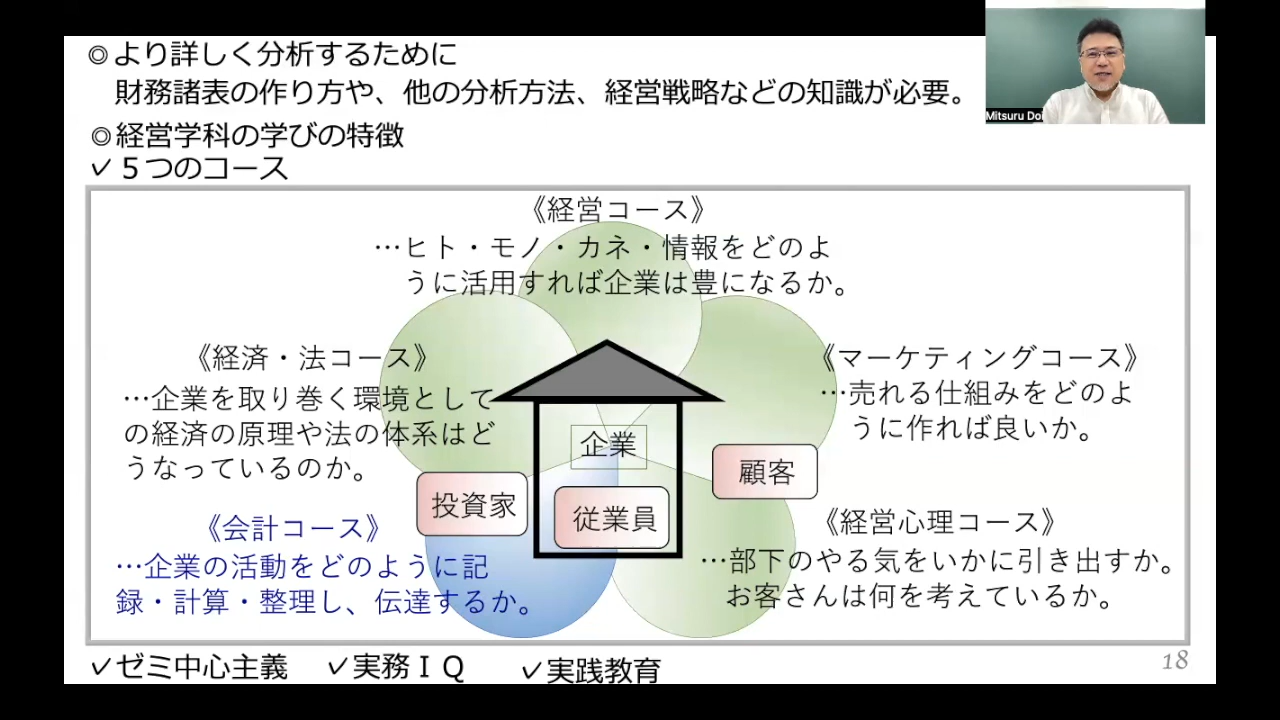 ◎より詳しく分析するために
財務諸表の作り方や、他の分析方法、経営戦略などの知識が必要。
◎経営学科の学びの特徴
✓５つのコース
《経営コース》
…ヒト・モノ・カネ・情報をどのよ
うに活用すれば企業は豊になるか。
《経済・法コース》
…企業を取り巻く環境として
の経済の原理や法の体系はど
うなっているのか。
《マーケティングコース》
…売れる仕組みをどのよ
うに作れば良いか。
企業
顧客
投資家
従業員
《会計コース》
…企業の活動をどのように記
録・計算・整理し、伝達するか。
《経営心理コース》
…部下のやる気をいかに引き出すか。
お客さんは何を考えているか。
✓ゼミ中心主義 ✓実務ＩＱ ✓実践教育
18
Mitsuru Doi